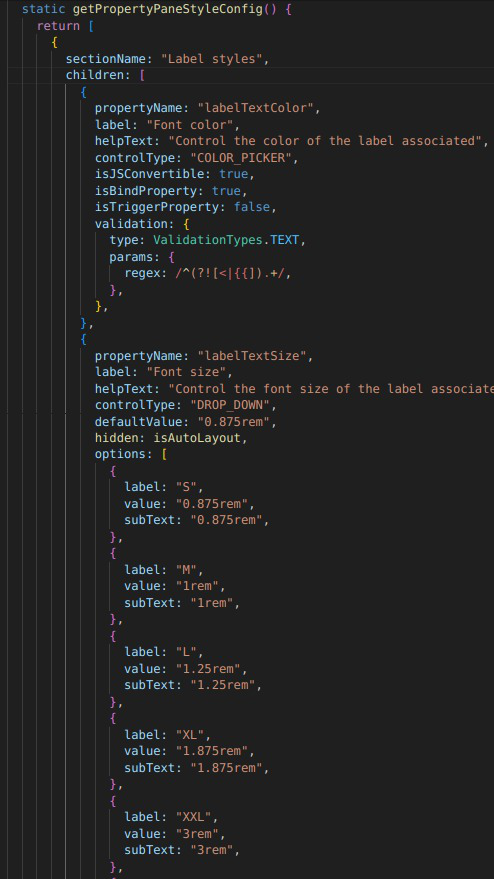 static getPropertyPaneStyleConfig() {
return [
{
sectionName: "Label styles",
children: [
{
propertyName: "labelTextColor",
label: "Font color",
helpText: "Control the color of the label associated",
controlType: "COLOR_PICKER",
isJSConvertible: true,
isBindProperty: true,
isTriggerProperty: false,
validation: {
type: ValidationTypes.TEXT,
params: {
regex: /^(?![<|{{]).+/,
},
},
},
{
propertyName: "labelTextSize",
label: "Font size",
helpText: "Control the font size of the label associate
controlType: "DROP_DOWN",
defaultValue: "0.875rem",
hidden: isAutoLayout,
options: [
{
label: "S",
value: "0.875rem",
subText: "0.875rem",
},
{
label: "M",
value: "1rem",
subText: "1rem",
},
{
label: "L",
value: "1.25rem",
subText: "1.25rem",
},
{
label: "XL",
value: "1.875rem",
subText: "1.875rem",
},
{
label: "XXL",
value: "3rem",
subText: "3rem",
},